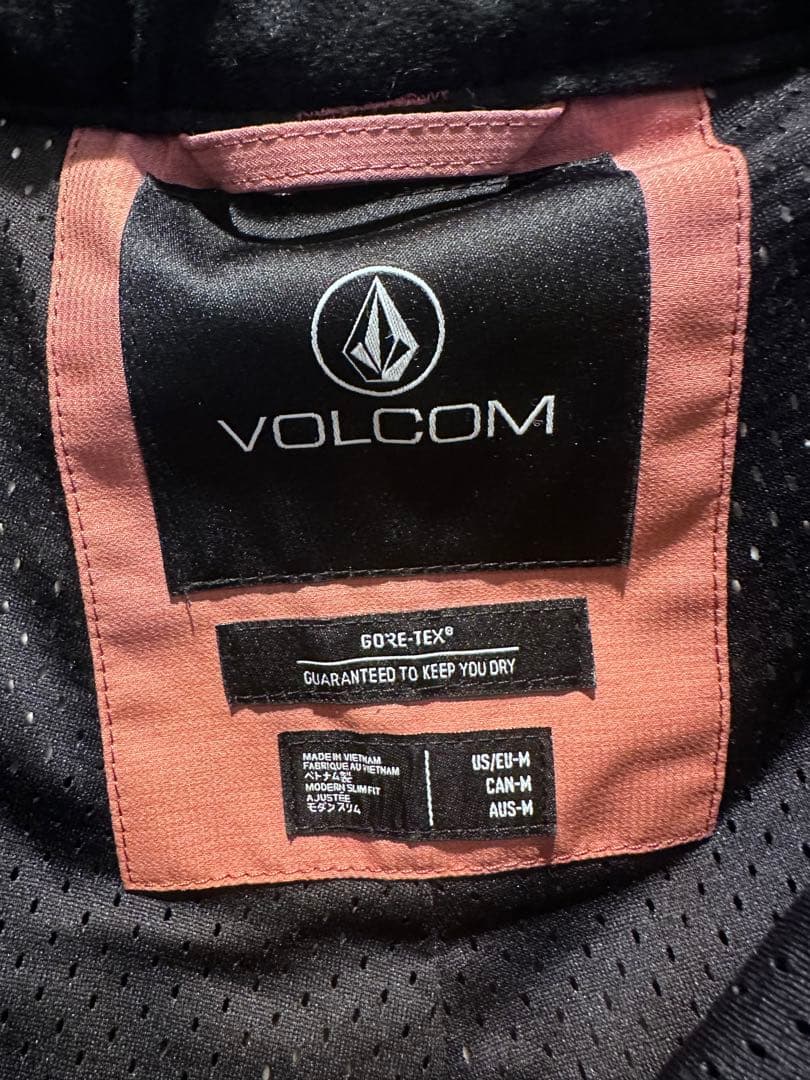 VOLCOM
GORE-TEX®
GUARANTEED TO KEEP YOU DRY
MADE IN VIETNAM
FABRIQUE AU VIETNAM
ベトナム製
MODERN SLIM FIT
AJUSTÉE
モダンスリム
US/EU-M
CAN-M
AUS-M